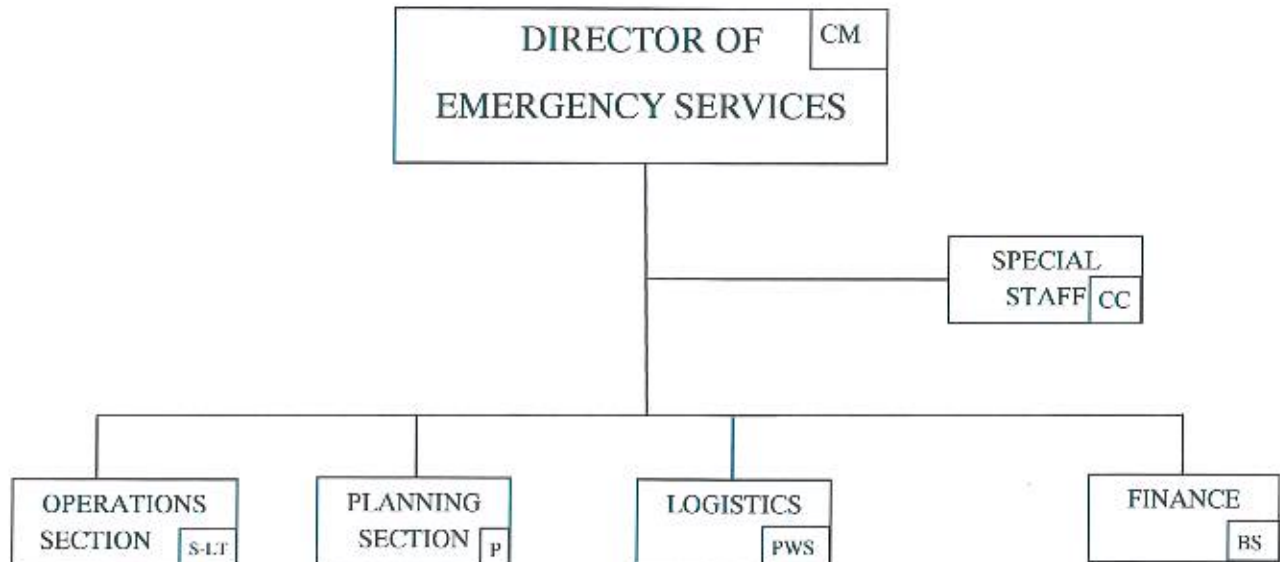 DIRECTOR OF CM
EMERGENCY SERVICES
SPECIAL
STAFF CC
OPERATIONS
SECTION S-LT
PLANNING
SECTION P
LOGISTICS
PWS
FINANCE
BS